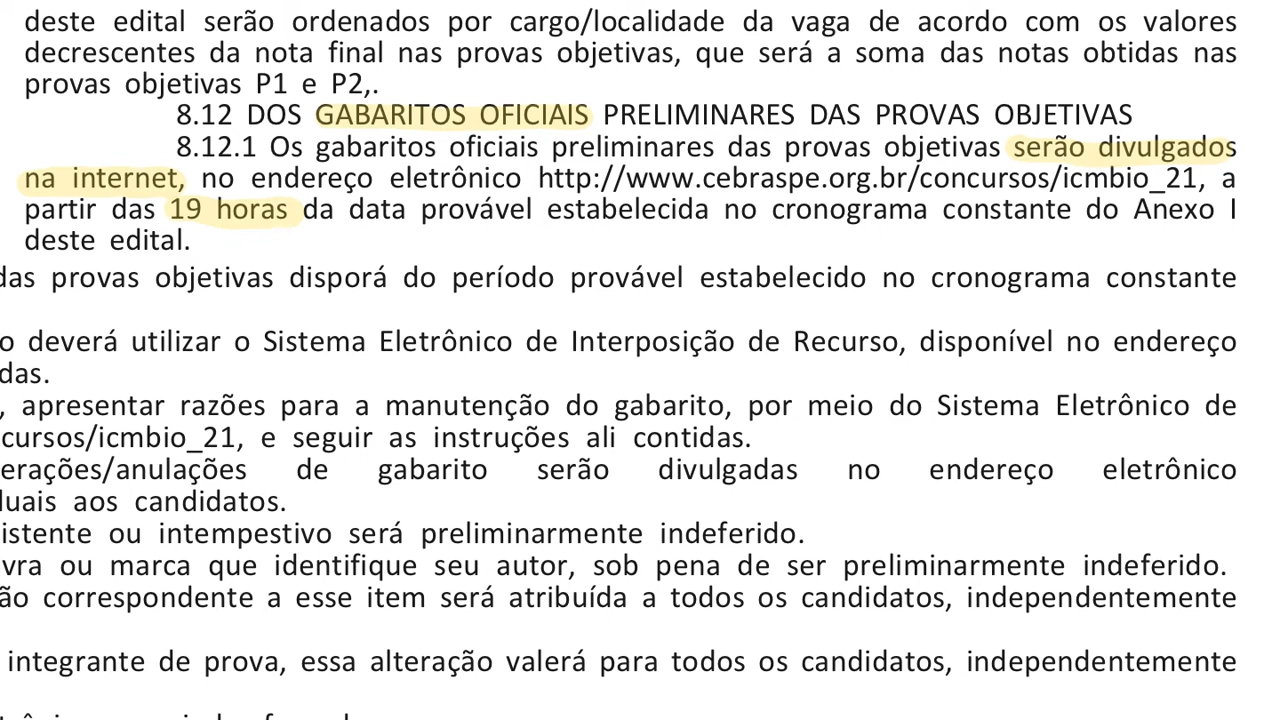 deste edital serão ordenados por cargo/localidade da vaga de acordo com os valores
decrescentes da nota final nas provas objetivas, que será a soma das notas obtidas nas
provas objetivas P1 e P2,.
8.12 DOS GABARITOS OFICIAIS PRELIMINARES DAS PROVAS OBJETIVAS
8.12.1 Os gabaritos oficiais preliminares das provas objetivas serão divulgados
na internet, no endereço eletrônico http://www.cebraspe.org.br/concursos/icmbio_21, a
partir das 19 horas da data provável estabelecida no cronograma constante do Anexo I
deste edital.
das provas objetivas disporá do período provável estabelecido no cronograma constante
o deverá utilizar o Sistema Eletrônico de Interposição de Recurso, disponível no endereço
das.
, apresentar razões para a manutenção do gabarito, por meio do Sistema Eletrônico de
cursos/icmbio_21, e seguir as instruções ali contidas.
erações/anulações de gabarito serão divulgadas no endereço eletrônico
duais aos candidatos.
istente ou intempestivo será preliminarmente indeferido.
vra ou marca que identifique seu autor, sob pena de ser preliminarmente indeferido.
ão correspondente a esse item será atribuída a todos os candidatos, independentemente
integrante de prova, essa alteração valerá para todos os candidatos, independentemente